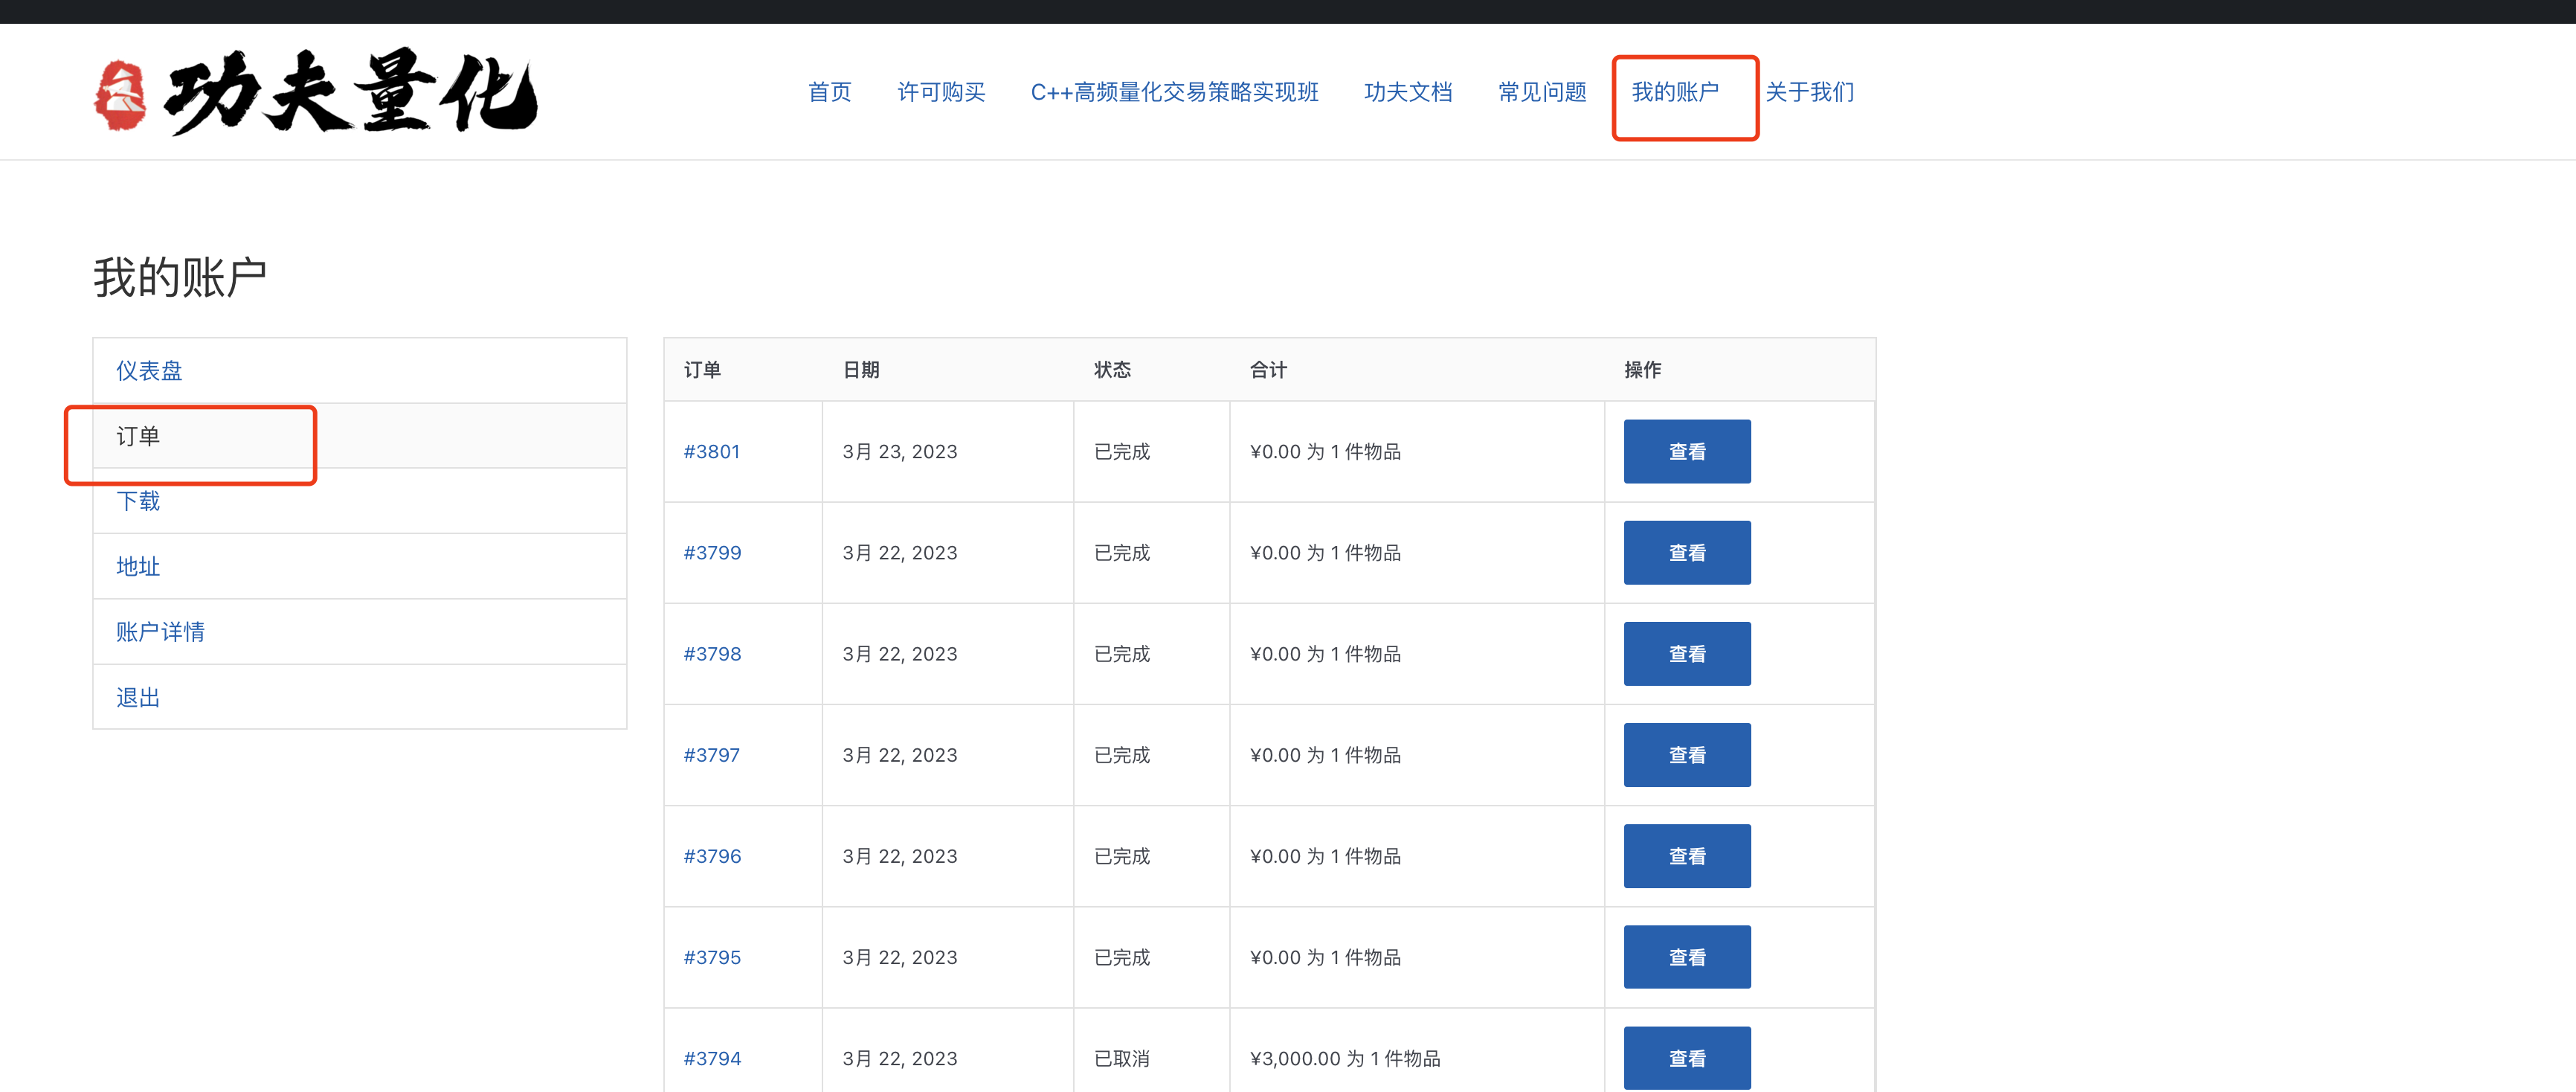 功夫量化
首页 许可购买 C++高频量化交易策略实现班 功夫文档 常见问题 我的账户 关于我们
我的账户
仪表盘
订单
下载
地址
账户详情
退出
订单 日期 状态 合计 操作
#3801 3月 23, 2023 已完成 ¥0.00 为 1 件物品 查看
#3799 3月 22, 2023 已完成 ¥0.00 为 1 件物品 查看
#3798 3月 22, 2023 已完成 ¥0.00 为 1 件物品 查看
#3797 3月 22, 2023 已完成 ¥0.00 为 1 件物品 查看
#3796 3月 22, 2023 已完成 ¥0.00 为 1 件物品 查看
#3795 3月 22, 2023 已完成 ¥0.00 为 1 件物品 查看
#3794 3月 22, 2023 已取消 ¥3,000.00 为 1 件物品 查看